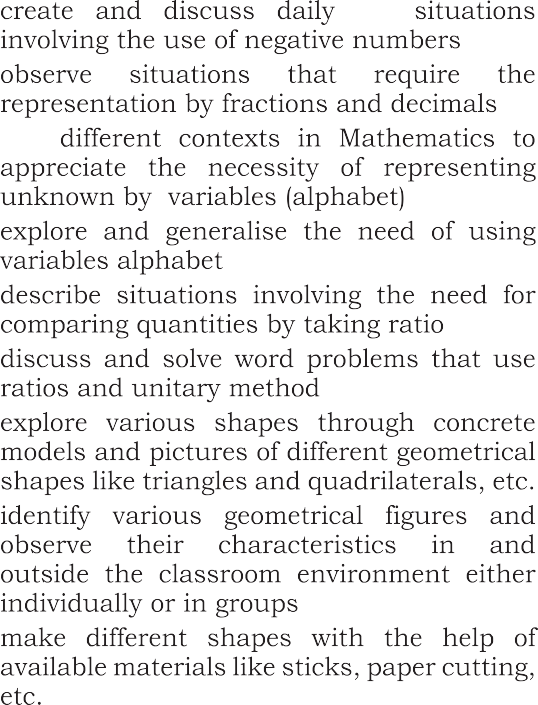 create and discuss daily situations
involving the use of negative numbers
observe situations that require the
representation by fractions and decimals
different contexts in Mathematics to
appreciate the necessity of representing
unknown by variables (alphabet)
explore and generalise the need of using
variables alphabet
describe situations involving the need for
comparing quantities by taking ratio
discuss and solve word problems that use
ratios and unitary method
explore various shapes through concrete
models and pictures of different geometrical
shapes like triangles and quadrilaterals, etc.
identify various geometrical figures and
observe their characteristics in and
outside the classroom environment either
individually or in groups
make different shapes with the help of
available materials like sticks, paper cutting,
etc.